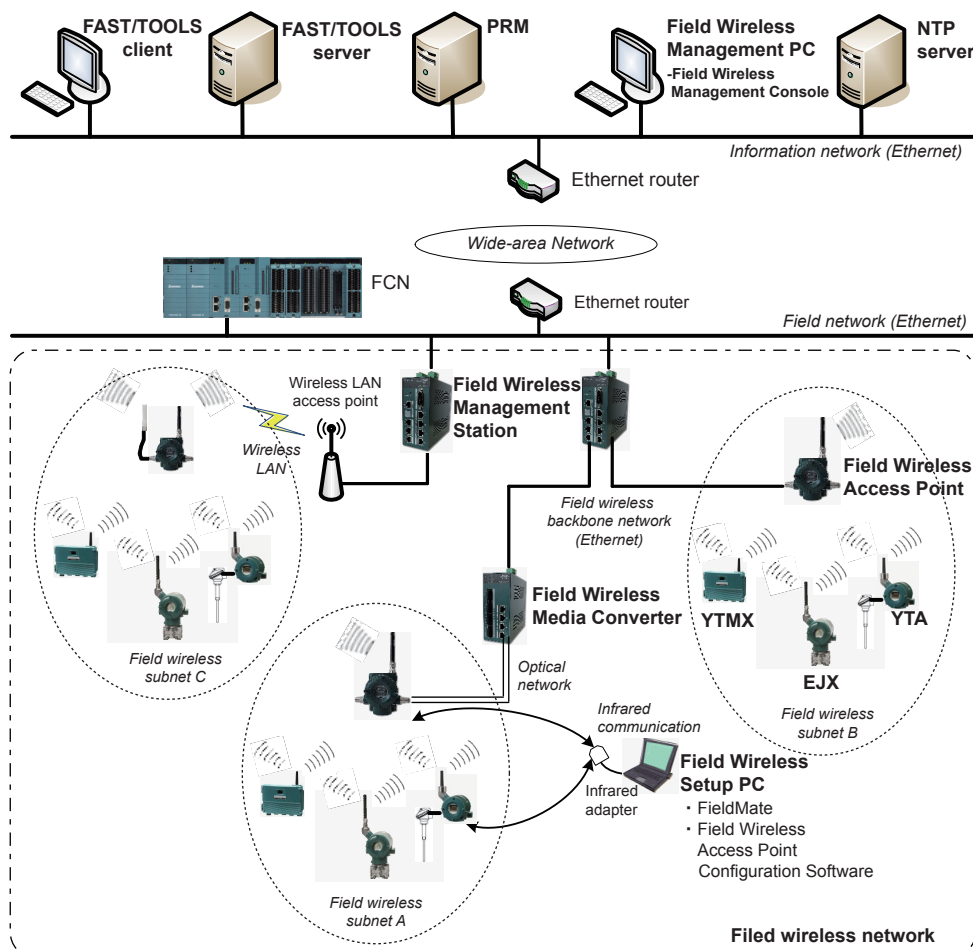 FAST/TOOLS
client
FAST/TOOLS
server
PRM
Field Wireless
Management PC
-Field Wireless
Management Console
NTP
server
Information network (Ethernet)
Ethernet router
Wide-area Network
FCN
Ethernet router
Field network (Ethernet)
Wireless LAN
access point
Wireless
LAN
Field Wireless
Management
Station
Field Wireless
Access Point
Field wireless
backbone network
(Ethernet)
Field Wireless
Media Converter
YTMX
YTA
EJX
Field wireless
subnet B
Field wireless
subnet C
Optical
network
Infrared
communication
Infrared
adapter
Field Wireless
Setup PC
・FieldMate
・Field Wireless
Access Point
Configuration Software
Field wireless
subnet A
Filed wireless network